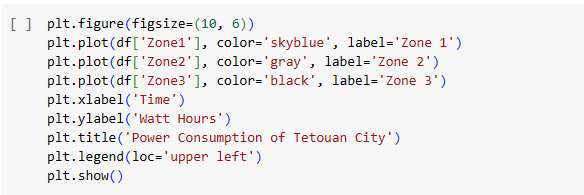 [ ] plt.figure(figsize=(10, 6))
plt.plot(df['Zone1'], color='skyblue', label='Zone 1')
plt.plot(df['Zone2'], color='gray', label='Zone 2')
plt.plot(df['Zone3'], color='black', label='Zone 3')
plt.xlabel('Time')
plt.ylabel('Watt Hours')
plt.title('Power Consumption of Tetouan City')
plt.legend(loc='upper left')
plt.show()